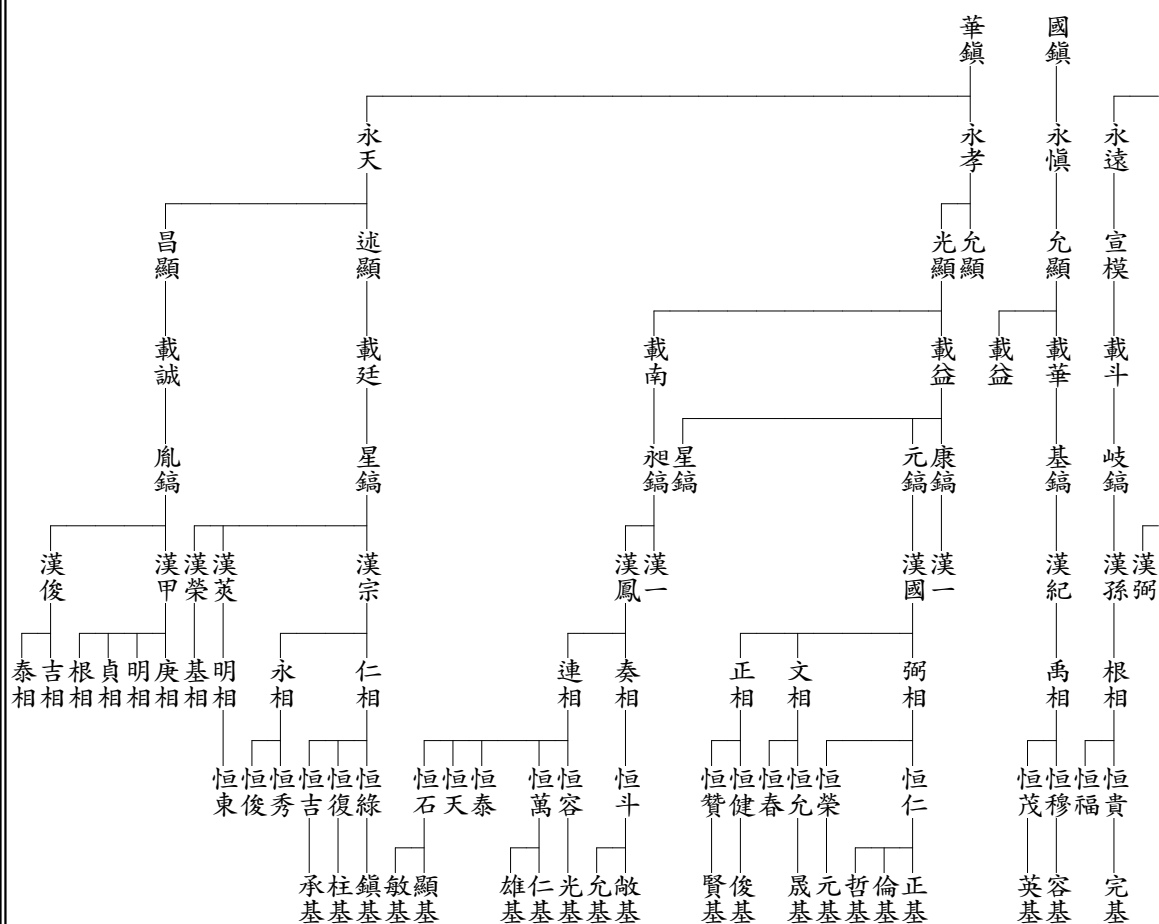 國鎭
華鎭
永遠
永愼
永孝
永天
宣模
允顯
允顯
光顯
述顯
昌顯
載斗
載華
載益
載益
載南
載廷
載誠
岐鎬
基鎬
康鎬
元鎬
星鎬
昶鎬
星鎬
胤鎬
漢弼
漢孫
漢紀
漢一
漢國
漢一
漢鳳
漢宗
漢萸
漢榮
漢甲
漢俊
根相
禹相
弼相
文相
正相
奏相
連相
仁相
永相
明相
基相
庚相
明相
貞相
根相
吉相
泰相
恒貴
恒福
恒穆
恒茂
恒仁
恒榮
恒允
恒春
恒健
恒贊
恒斗
恒容
恒萬
恒泰
恒天
恒石
恒綠
恒復
恒吉
恒秀
恒俊
恒東
完基
容基
英基
正基
倫基
哲基
元基
晟基
俊基
賢基
敞基
允基
光基
仁基
雄基
顯基
敏基
鎭基
柱基
承基